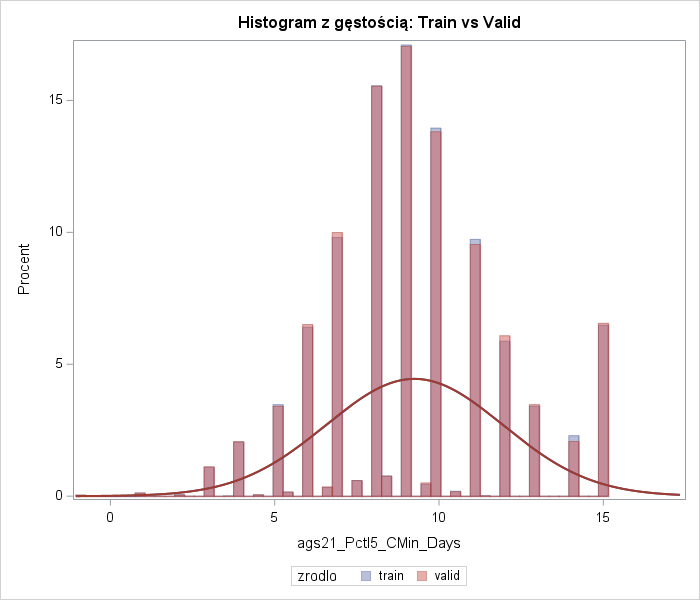 Histogram z gęstością: Train vs Valid
15
10
5
0
Procent
0 5 10 15
ags21_Pctl5_CMin_Days
zrodlo train valid